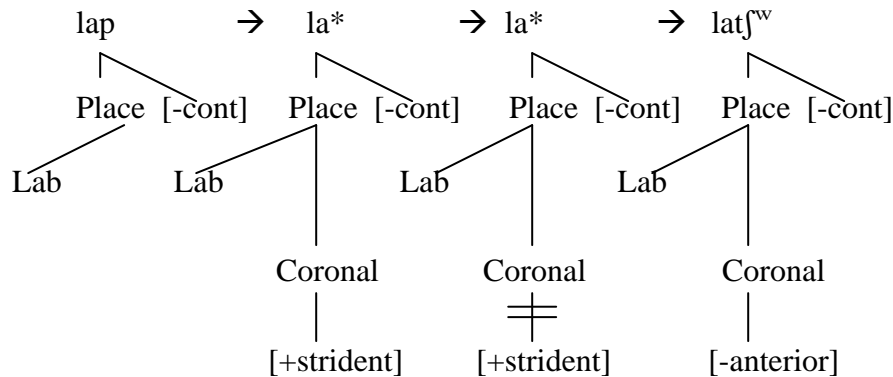 lap → la* → la* → latʃʷ
Place [-cont] Place [-cont] Place [-cont] Place [-cont]
Lab Lab Lab Lab
Coronal Coronal Coronal
[+strident] [+strident] [-anterior]